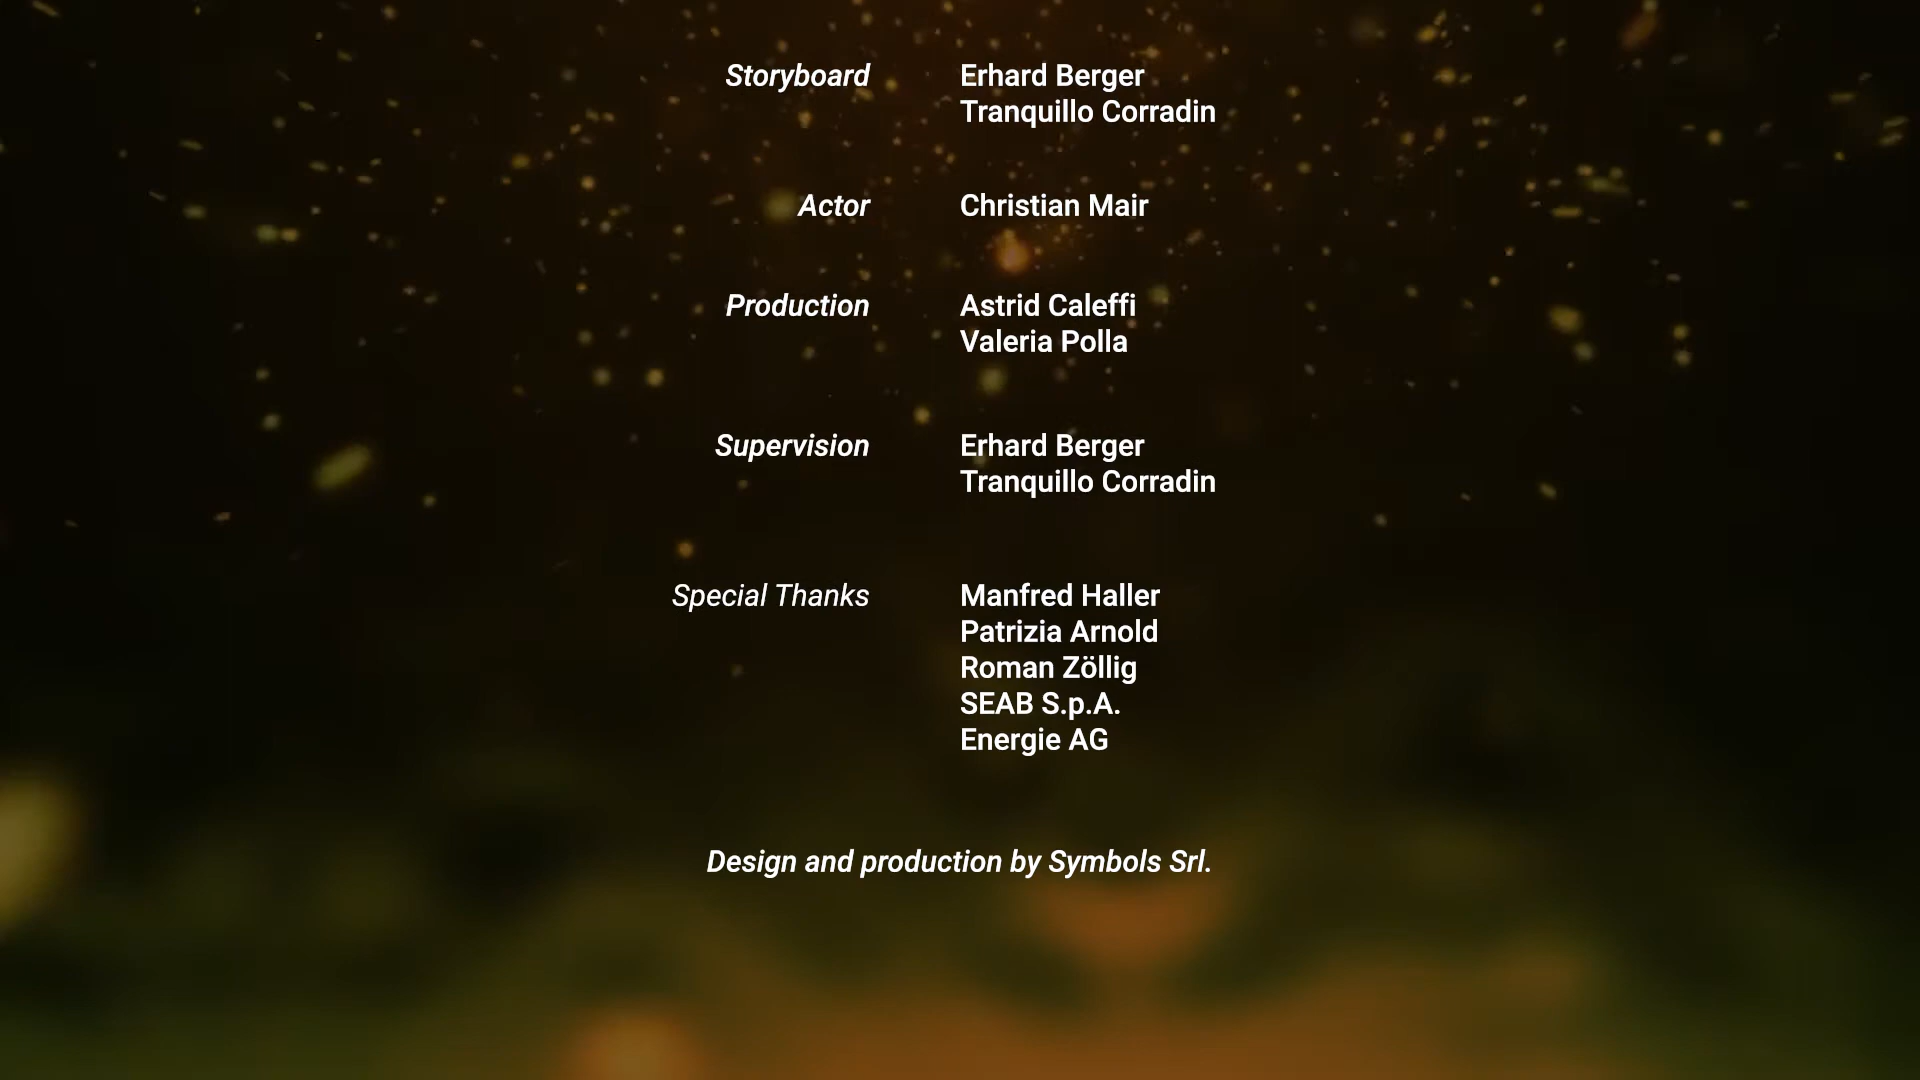 Storyboard Erhard Berger
Tranquillo Corradin
Actor Christian Mair
Production Astrid Caleffi
Valeria Polla
Supervision Erhard Berger
Tranquillo Corradin
Special Thanks Manfred Haller
Patrizia Arnold
Roman Zöllig
SEAB S.p.A.
Energie AG
Design and production by Symbols Srl.